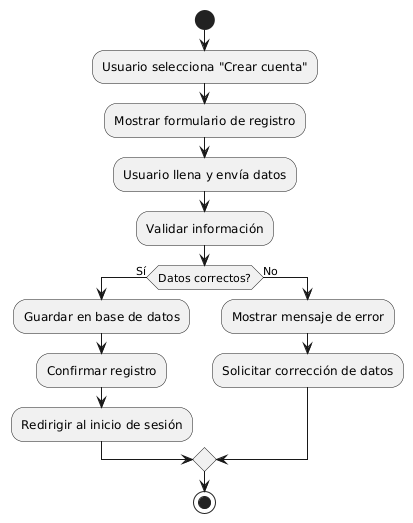 Usuario selecciona "Crear cuenta"
Mostrar formulario de registro
Usuario llena y envía datos
Validar información
Sí
Datos correctos?
No
Guardar en base de datos
Mostrar mensaje de error
Confirmar registro
Solicitar corrección de datos
Redirigir al inicio de sesión